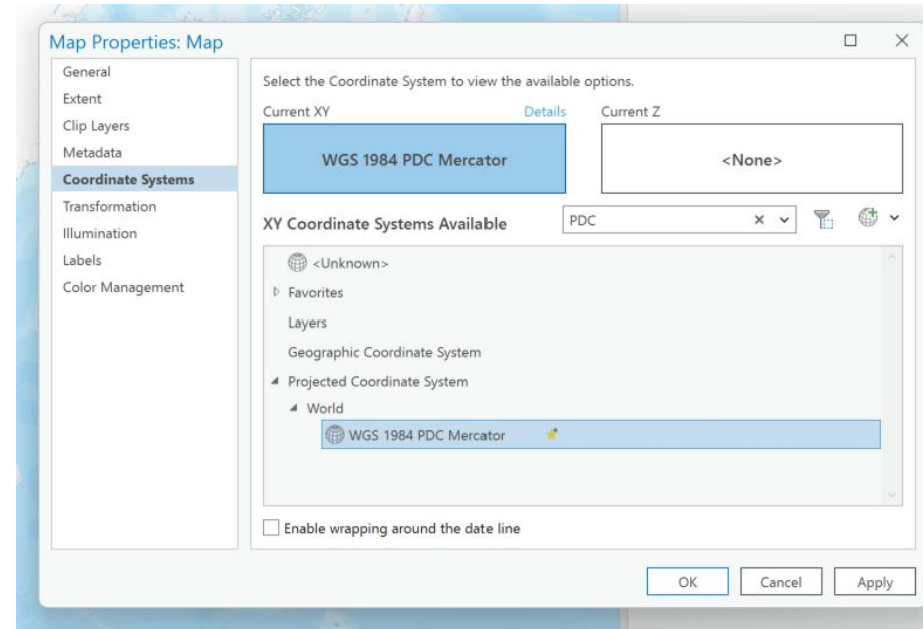 Map Properties: Map
General
Extent
Clip Layers
Metadata
Coordinate Systems
Transformation
Illumination
Labels
Color Management
Select the Coordinate System to view the available options.
Current XY Details Current Z
WGS 1984 PDC Mercator <None>
XY Coordinate Systems Available PDC
<Unknown>
Favorites
Layers
Geographic Coordinate System
Projected Coordinate System
World
WGS 1984 PDC Mercator
Enable wrapping around the date line
OK Cancel Apply